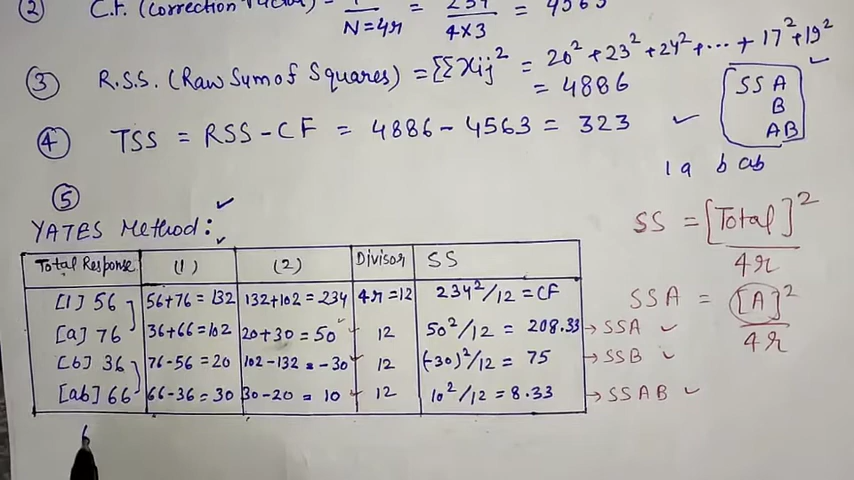 ② C.F. (Correction Factor) = = 234 = 4563
N=4r 4×3
③ R.S.S. (Raw Sum of Squares) = [ΣΣxij² = 20²+23²+24²+...+17²+19²
= 4886
④ TSS = RSS-CF = 4886-4563 = 323
SS A
B
AB
1 a b ab
⑤
YATES Method:
Total Response (1) (2) Divisor SS
[1] 56 56+76=132 132+102=234 4r=12 234²/12=CF
[a] 76 36+66=102 20+30=50 12 50²/12=208.33 → SSA
[b] 36 76-56=20 102-132=-30 12 (-30)²/12=75 → SSB
[ab] 66 66-36=30 30-20=10 12 10²/12=8.33 → SSAB
SS = [Total]²
4r
SSA = [A]²
4r